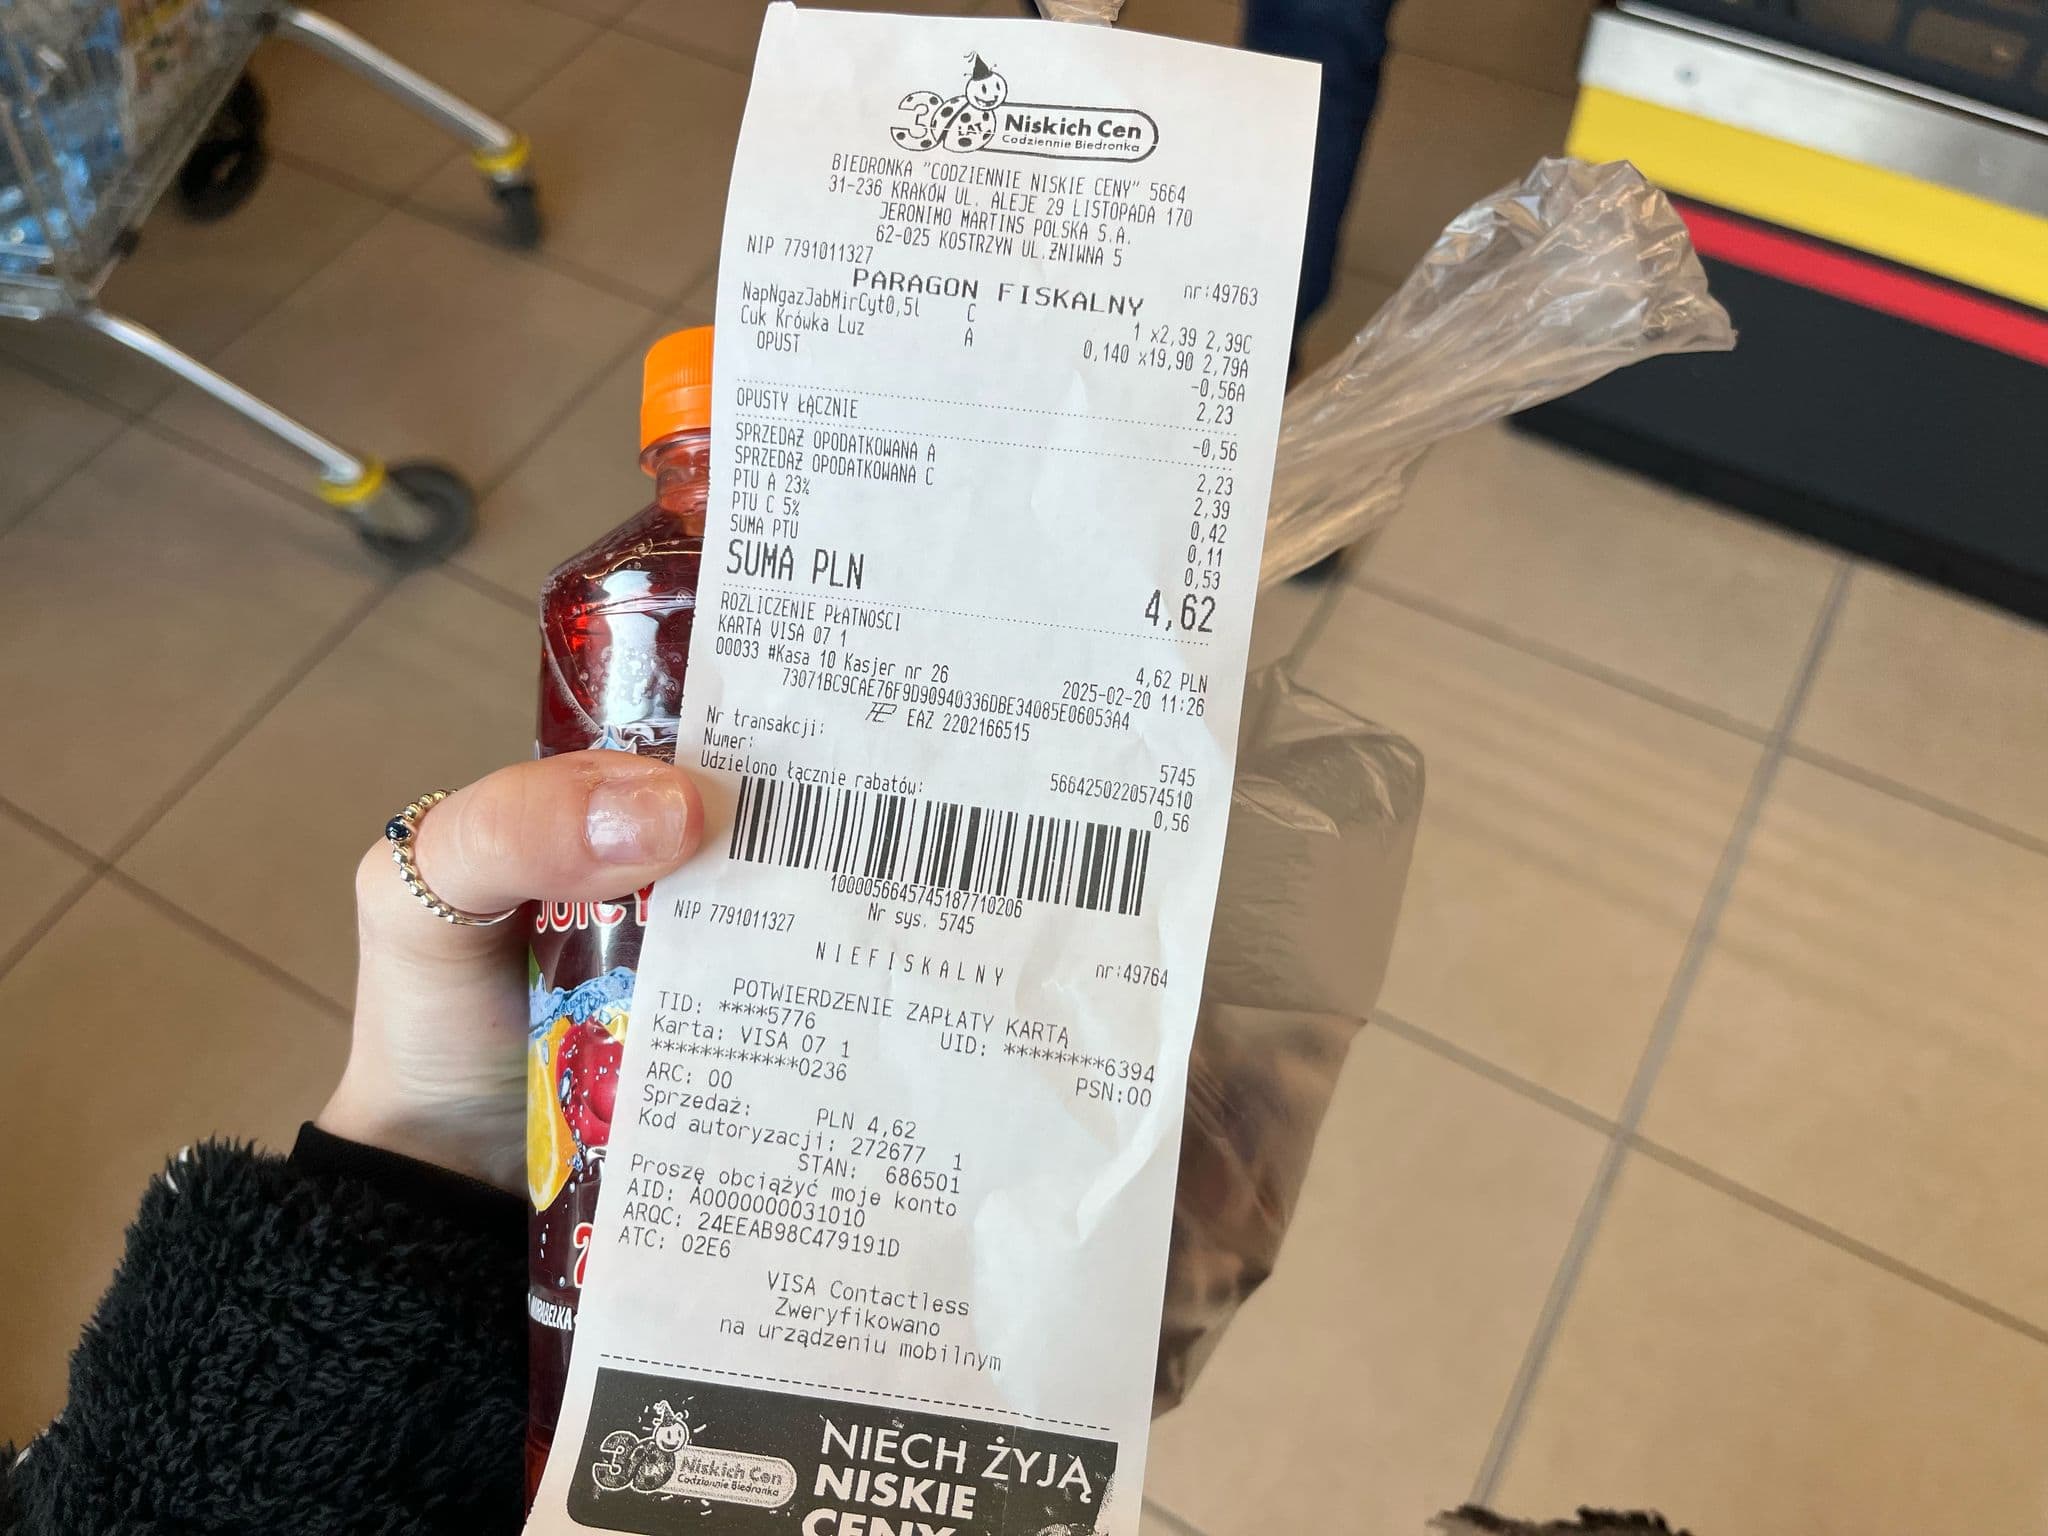 30 LAT Niskich Cen
Codziennie Biedronka
BIEDRONKA "CODZIENNIE NISKIE CENY" 5664
31-236 KRAKÓW UL. ALEJE 29 LISTOPADA 170
JERONIMO MARTINS POLSKA S.A.
62-025 KOSTRZYN UL.ŻNIWNA 5
NIP 7791011327 nr:49763
PARAGON FISKALNY
NapNgazJabMirCyt0,5l C 1 x2,39 2,39C
Cuk Krówka Luz A 0,140 x19,90 2,79A
OPUST -0,56A
2,23
OPUSTY ŁĄCZNIE -0,56
SPRZEDAŻ OPODATKOWANA A 2,23
SPRZEDAŻ OPODATKOWANA C 2,39
PTU A 23% 0,42
PTU C 5% 0,11
SUMA PTU 0,53
SUMA PLN 4,62
ROZLICZENIE PŁATNOŚCI
KARTA VISA 07 1 4,62 PLN
00033 #Kasa 10 Kasjer nr 26 2025-02-20 11:26
73071BC9CAE76F9D90940336DBE34085E06053A4
EAZ 2202166515
Nr transakcji: 5745
Numer: 5664250220574510
Udzielono łącznie rabatów: 0,56
1000056645745187710206
Nr sys. 5745
NIP 7791011327 nr:49764
NIEFISKALNY
POTWIERDZENIE ZAPŁATY KARTĄ
TID: ****5776 UID: ********6394
Karta: VISA 07 1 PSN:00
************0236
ARC: 00
Sprzedaż: PLN 4,62
Kod autoryzacji: 272677 1
STAN: 686501
Proszę obciążyć moje konto
AID: A0000000031010
ARQC: 24EEAB98C479191D
ATC: 02E6
VISA Contactless
Zweryfikowano
na urządzeniu mobilnym
30 Niskich Cen
Codziennie Biedronka
NIECH ŻYJĄ
NISKIE
CENY
JUICY
MIRABELKA